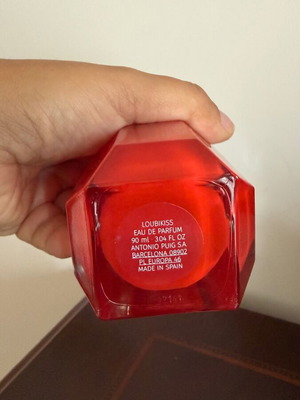 LOUBIKISS
EAU DE PARFUM
90 ml 3.04 FL OZ
ANTONIO PUIG S.A
BARCELONA 08902
PL. EUROPA 46
MADE IN SPAIN